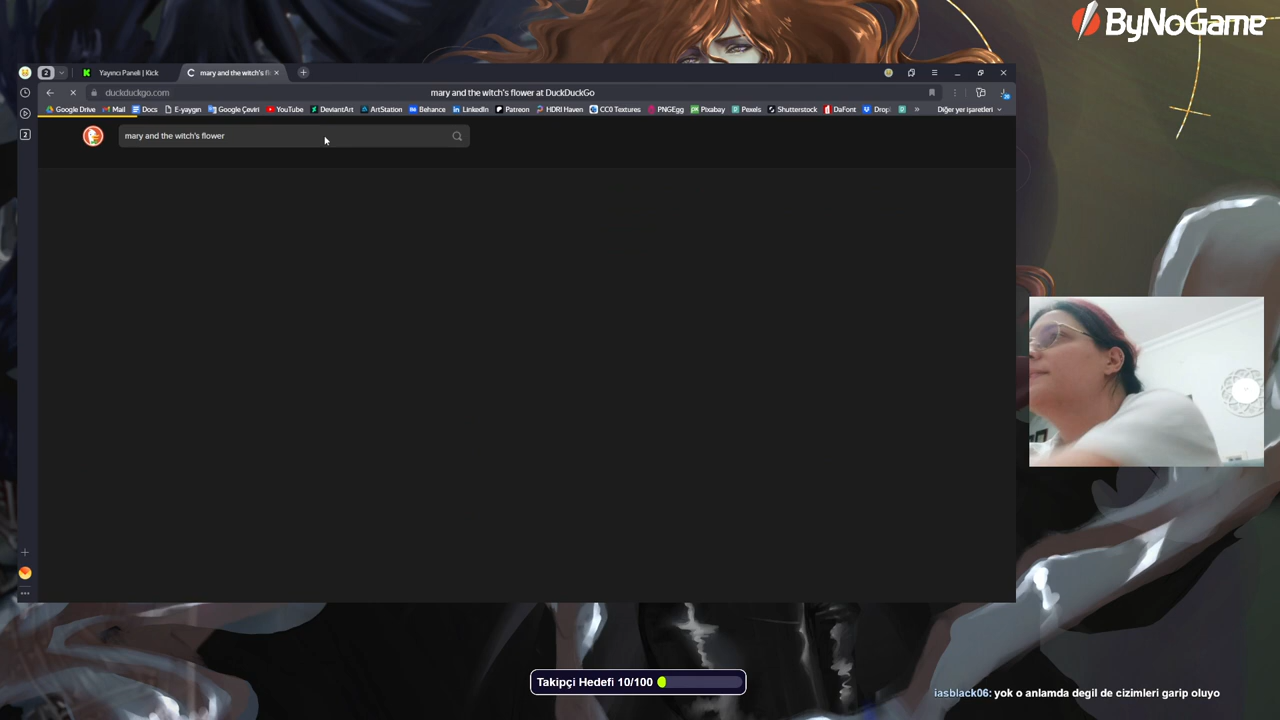 ByNoGame
2
Yayıncı Paneli | Kick
mary and the witch's fl
duckduckgo.com
mary and the witch's flower at DuckDuckGo
Google Drive
Mail
Docs
E-yaygın
Google Çeviri
YouTube
DeviantArt
ArtStation
Behance
LinkedIn
Patreon
HDRI Haven
CC0 Textures
PNGEgg
Pixabay
Pexels
Shutterstock
DaFont
Drop
Diğer yer işaretleri
2
mary and the witch's flower
Takipçi Hedefi 10/100
iasblack06: yok o anlamda degil de cizimleri garip oluyo